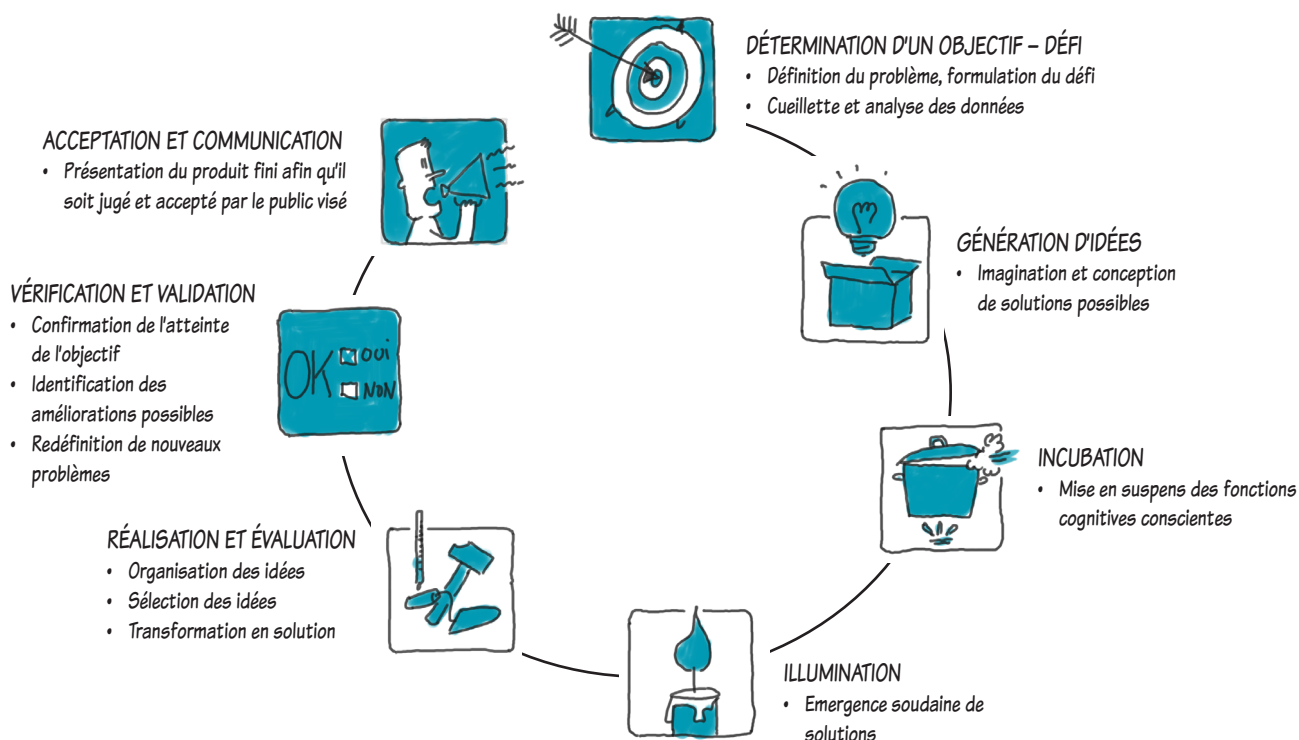 DÉTERMINATION D'UN OBJECTIF – DÉFI
• Définition du problème, formulation du défi
• Cueillette et analyse des données
GÉNÉRATION D'IDÉES
• Imagination et conception
de solutions possibles
INCUBATION
• Mise en suspens des fonctions
cognitives conscientes
ILLUMINATION
• Emergence soudaine de
solutions
RÉALISATION ET ÉVALUATION
• Organisation des idées
• Sélection des idées
• Transformation en solution
VÉRIFICATION ET VALIDATION
• Confirmation de l'atteinte
de l'objectif
• Identification des
améliorations possibles
• Redéfinition de nouveaux
problèmes
OK OUI
NON
ACCEPTATION ET COMMUNICATION
• Présentation du produit fini afin qu'il
soit jugé et accepté par le public visé